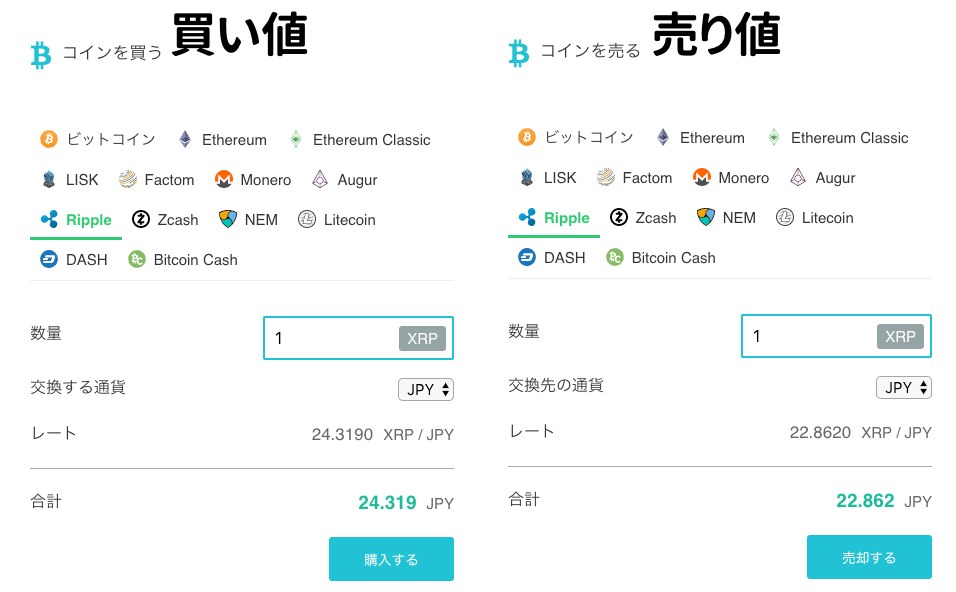 コインを買う 買い値
ビットコイン Ethereum Ethereum Classic
LISK Factom Monero Augur
Ripple Zcash NEM Litecoin
DASH Bitcoin Cash
数量 1 XRP
交換する通貨 JPY
レート 24.3190 XRP / JPY
合計 24.319 JPY
購入する
コインを売る 売り値
ビットコイン Ethereum Ethereum Classic
LISK Factom Monero Augur
Ripple Zcash NEM Litecoin
DASH Bitcoin Cash
数量 1 XRP
交換先の通貨 JPY
レート 22.8620 XRP / JPY
合計 22.862 JPY
売却する